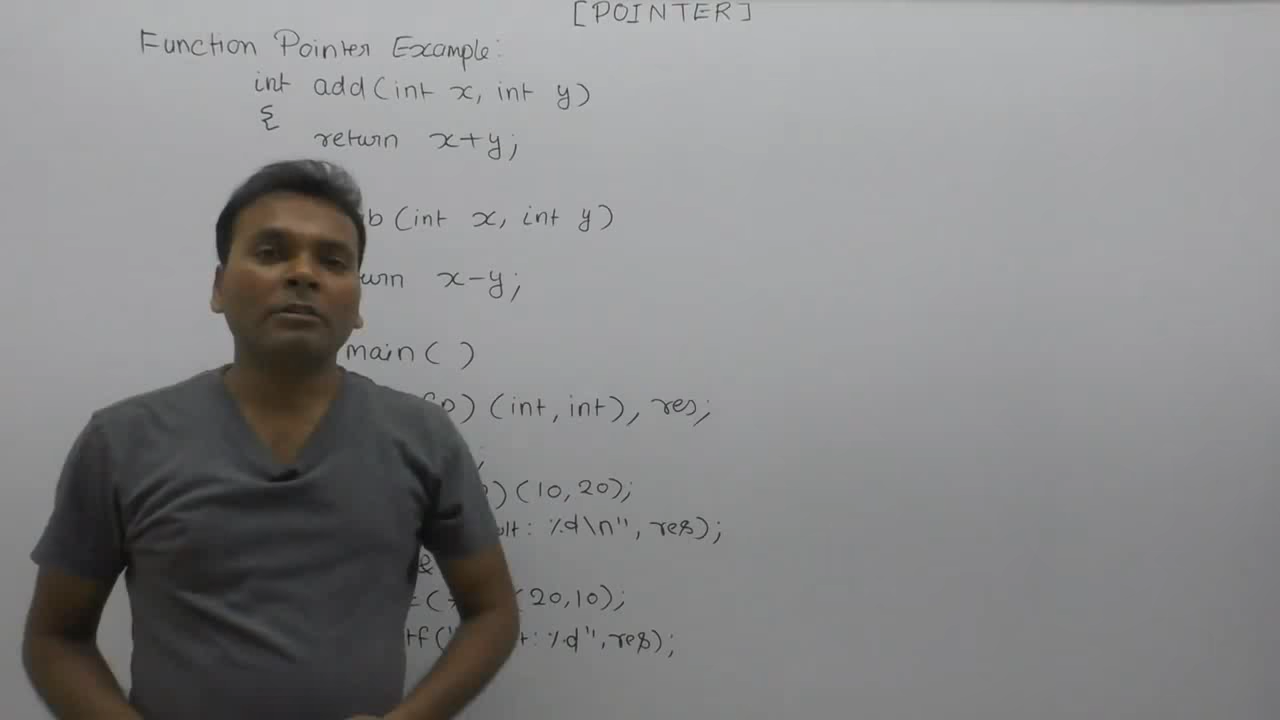 [POINTER]
Function Pointer Example:
int add(int x, int y)
{
return x+y;
b (int x, int y)
urn x-y;
main( )
p) (int, int), res;
;
) (10, 20);
ult: %d\n", res);
&
= (* (20,10);
tf(" t: %d", res);